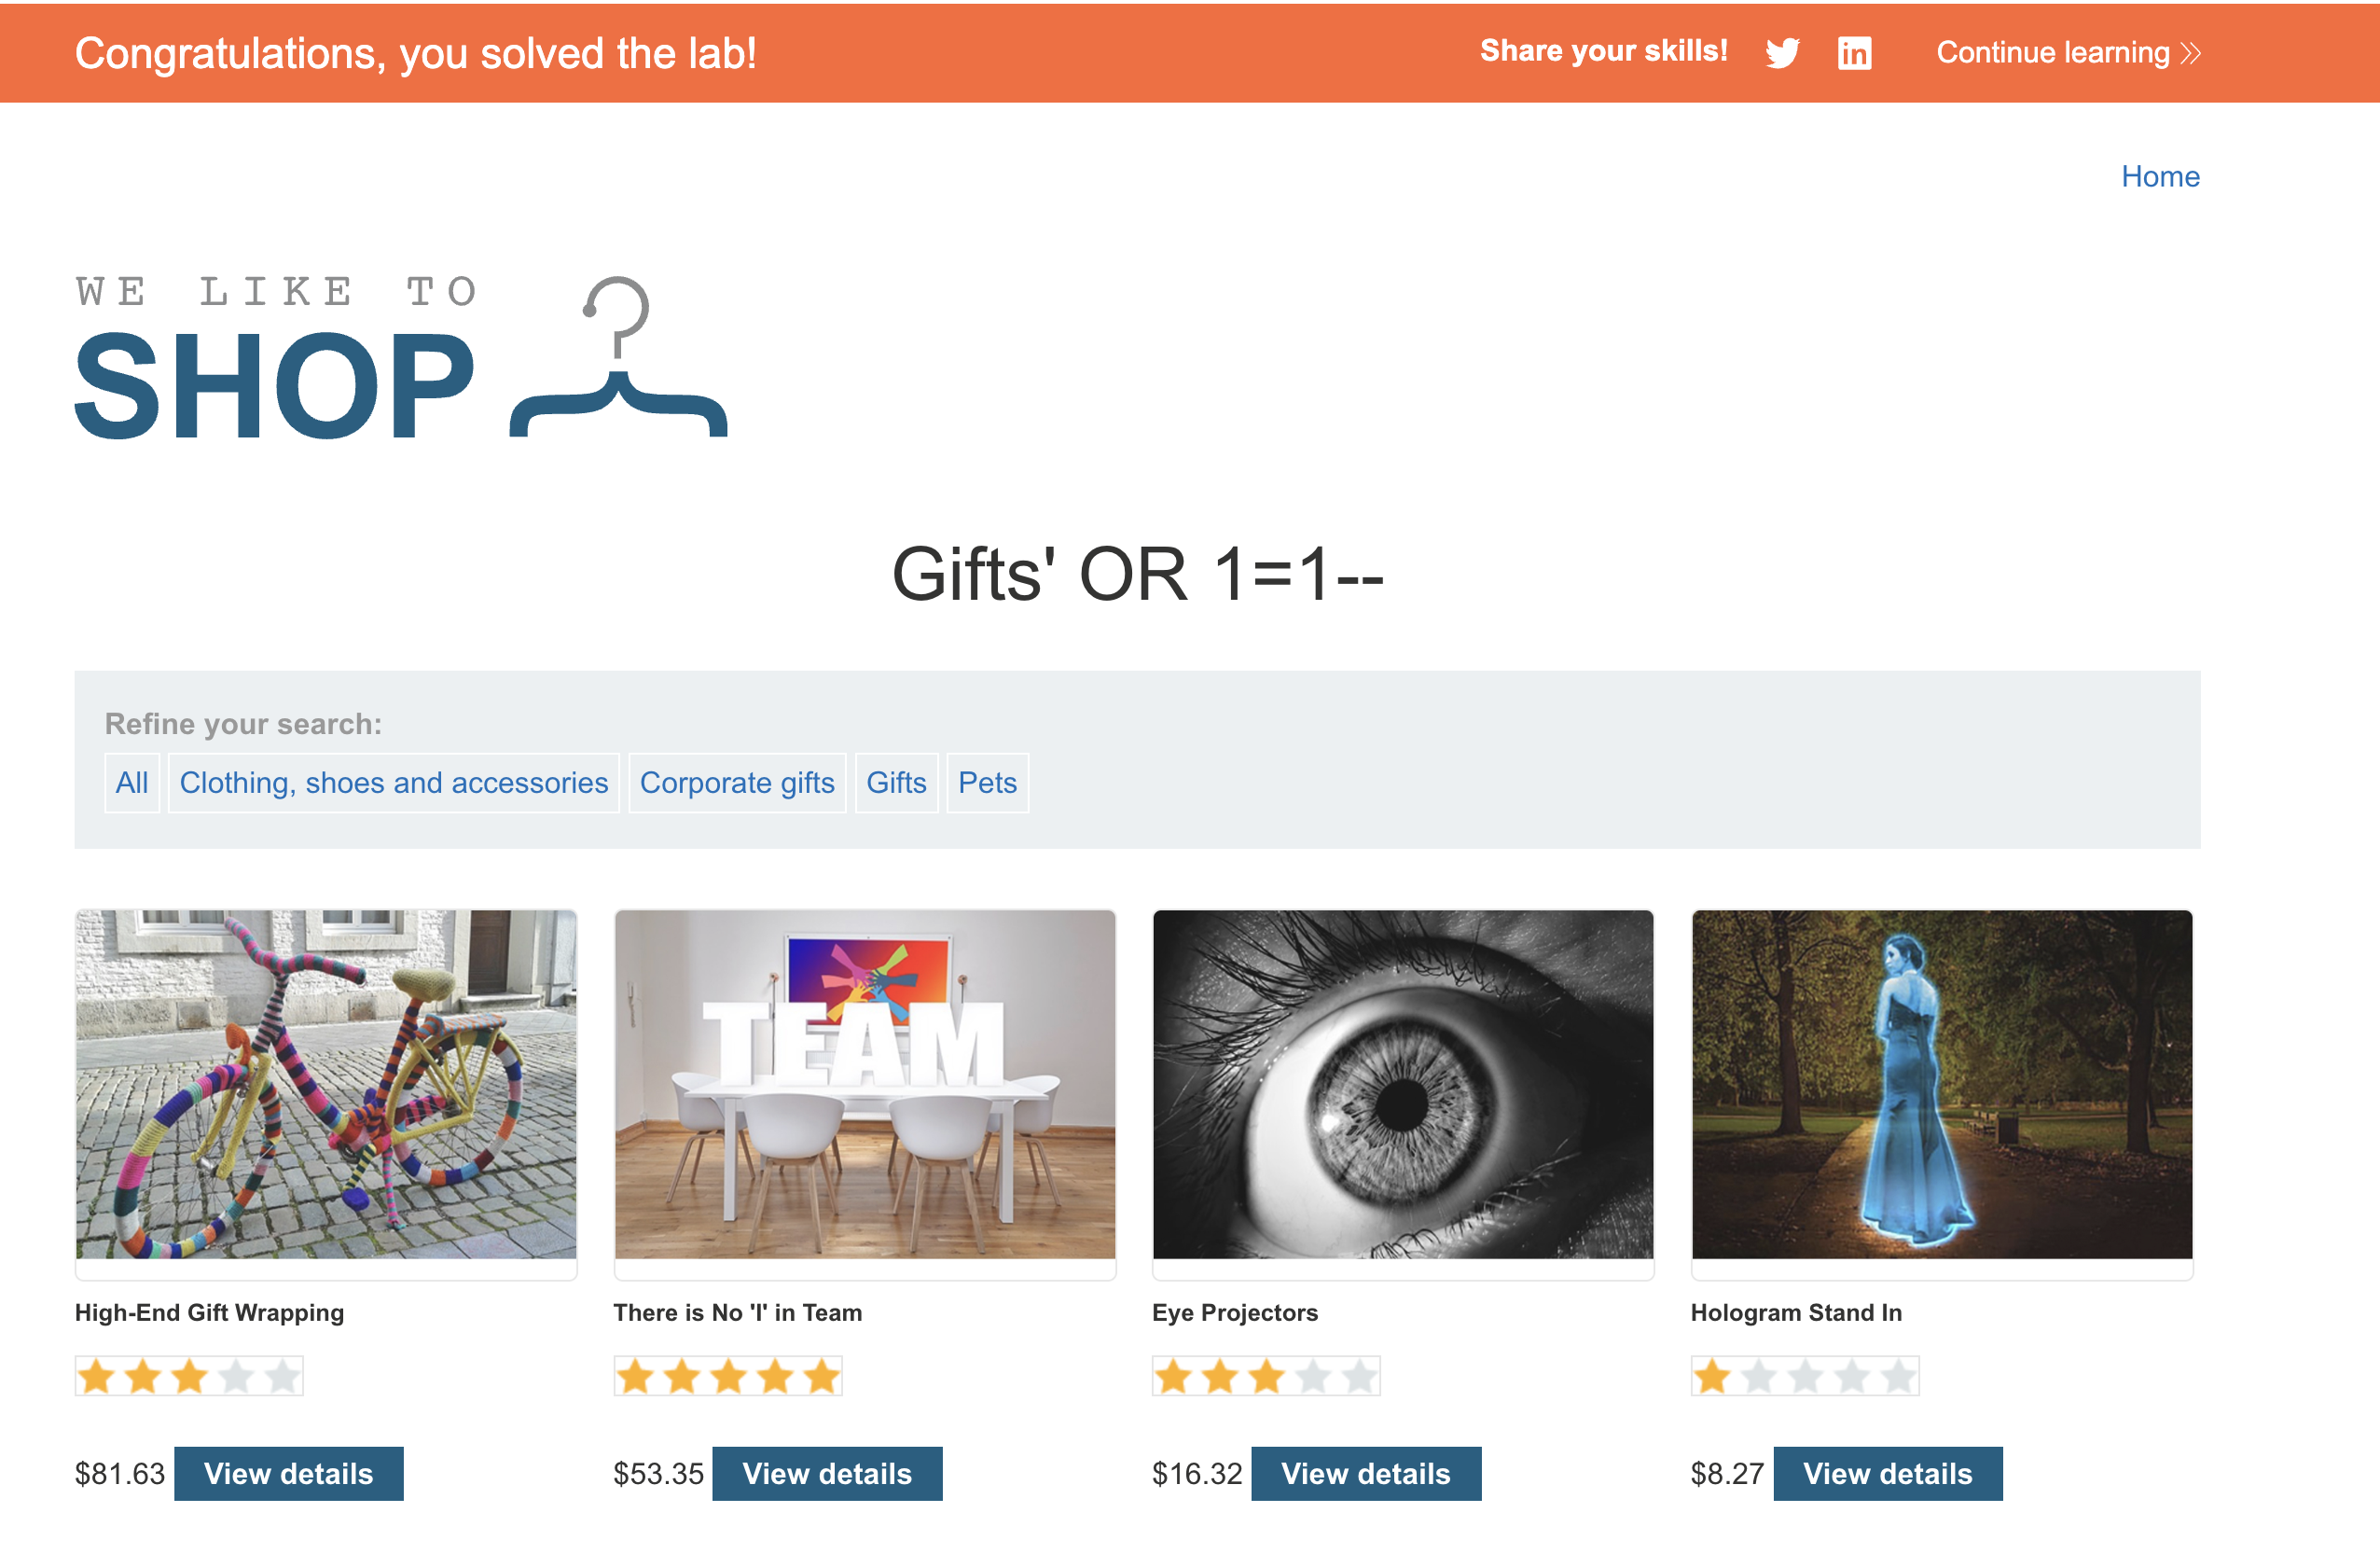 Congratulations, you solved the lab!
Share your skills!
Continue learning
Home
WE LIKE TO
SHOP
Gifts' OR 1=1--
Refine your search:
All
Clothing, shoes and accessories
Corporate gifts
Gifts
Pets
TEAM
High-End Gift Wrapping
There is No 'I' in Team
Eye Projectors
Hologram Stand In
$81.63 View details
$53.35 View details
$16.32 View details
$8.27 View details